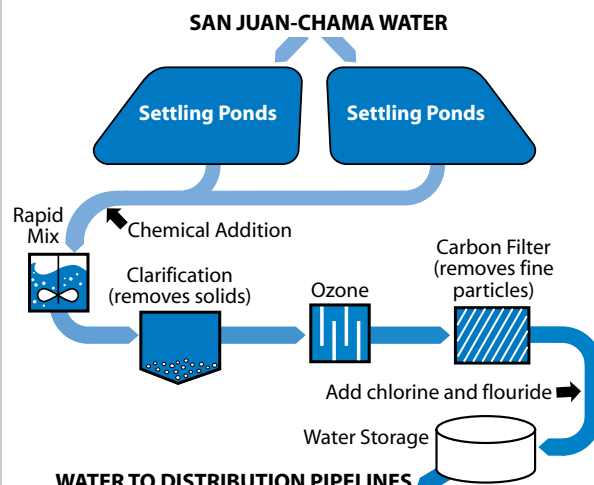 SAN JUAN-CHAMA WATER
Settling Ponds
Settling Ponds
Chemical Addition
Rapid
Mix
Clarification
(removes solids)
Ozone
Carbon Filter
(removes fine
particles)
Add chlorine and flouride
Water Storage
WATER TO DISTRIBUTION PIPELINES